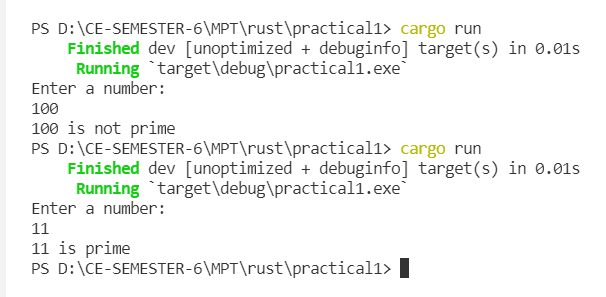 PS D:\CE-SEMESTER-6\MPT\rust\practical1> cargo run
    Finished dev [unoptimized + debuginfo] target(s) in 0.01s
     Running `target\debug\practical1.exe`
Enter a number:
100
100 is not prime
PS D:\CE-SEMESTER-6\MPT\rust\practical1> cargo run
    Finished dev [unoptimized + debuginfo] target(s) in 0.01s
     Running `target\debug\practical1.exe`
Enter a number:
11
11 is prime
PS D:\CE-SEMESTER-6\MPT\rust\practical1>